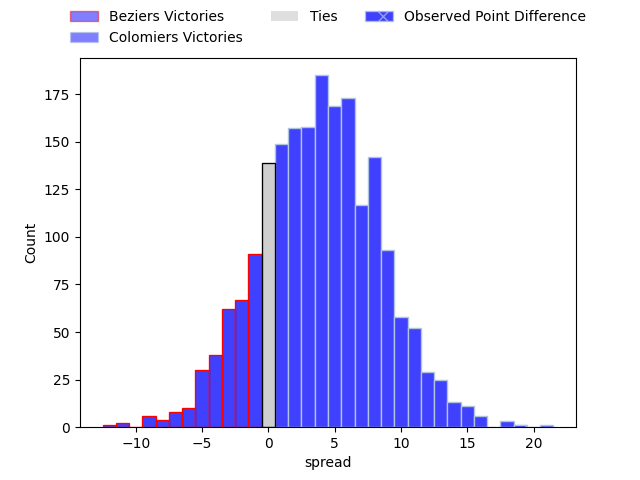 Beziers Victories Ties Observed Point Difference
Colomiers Victories
175
150
125
100
75
50
25
0
Count
−10 −5 0 5 10 15 20
spread